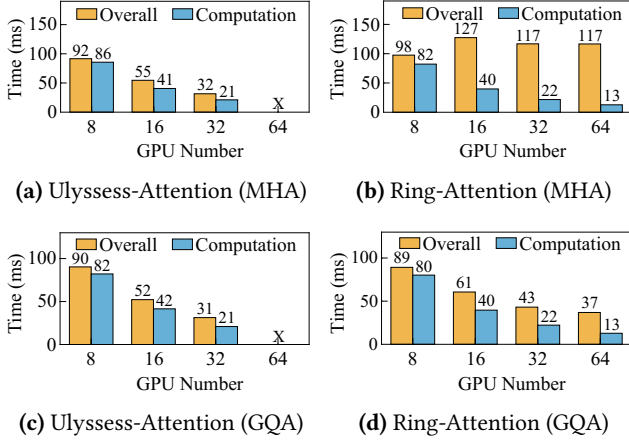 Overall Computation
Time (ms)
150
100
50
0
92 86
55 41
32 21
X
8 16 32 64
GPU Number
(a) Ulyssess-Attention (MHA)
Overall Computation
Time (ms)
150
100
50
0
98 82
127 40
117 22
117 13
8 16 32 64
GPU Number
(b) Ring-Attention (MHA)
Overall Computation
Time (ms)
100
50
0
90 82
52 42
31 21
X
8 16 32 64
GPU Number
(c) Ulyssess-Attention (GQA)
Overall Computation
Time (ms)
100
50
0
89 80
61 40
43 22
37 13
8 16 32 64
GPU Number
(d) Ring-Attention (GQA)